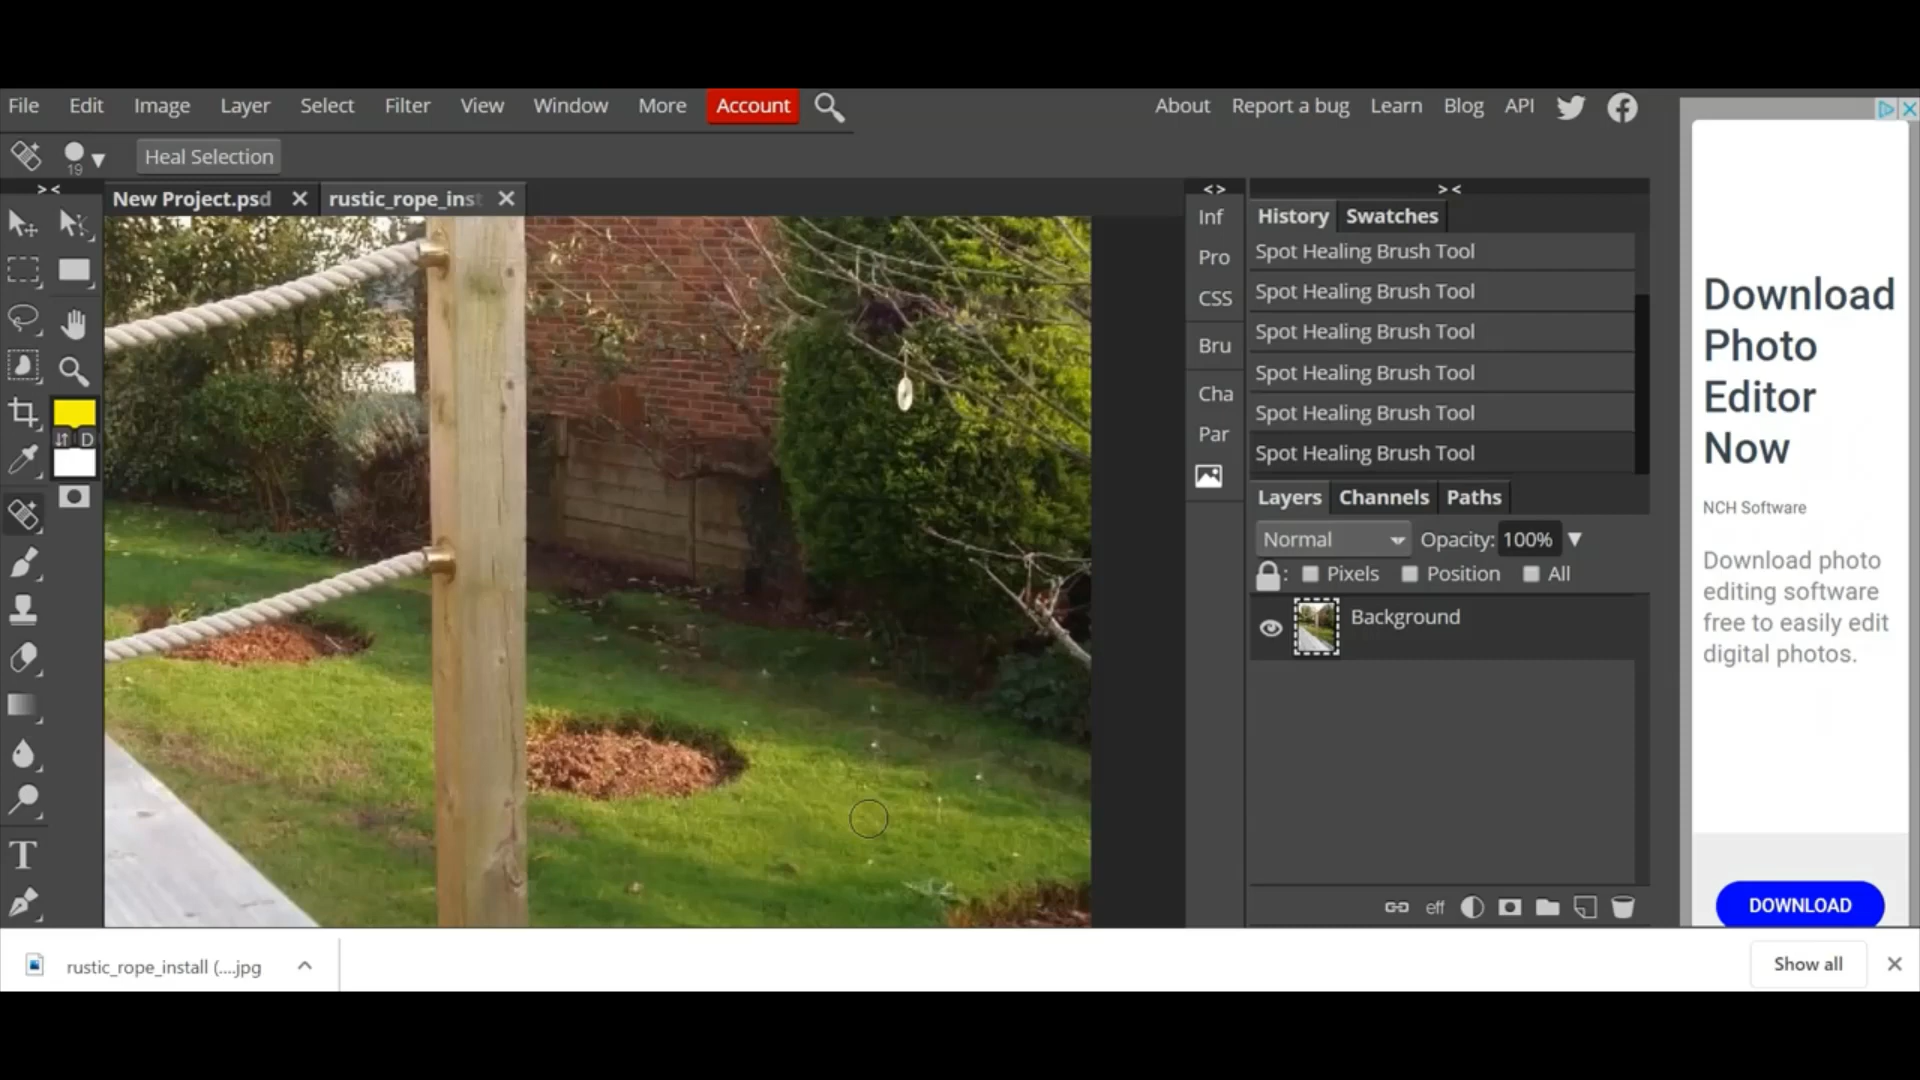 File Edit Image Layer Select Filter View Window More Account About Report a bug Learn Blog API
19 Heal Selection
> < New Project.psd rustic_rope_inst < > > <
Inf History Swatches
Pro Spot Healing Brush Tool
CSS Spot Healing Brush Tool
Bru Spot Healing Brush Tool
Cha Spot Healing Brush Tool
Par Spot Healing Brush Tool
Spot Healing Brush Tool
D
Layers Channels Paths
Normal Opacity: 100%
: Pixels Position All
Background
eff
T
Download
Photo
Editor
Now
NCH Software
Download photo
editing software
free to easily edit
digital photos.
DOWNLOAD
rustic_rope_install (....jpg Show all